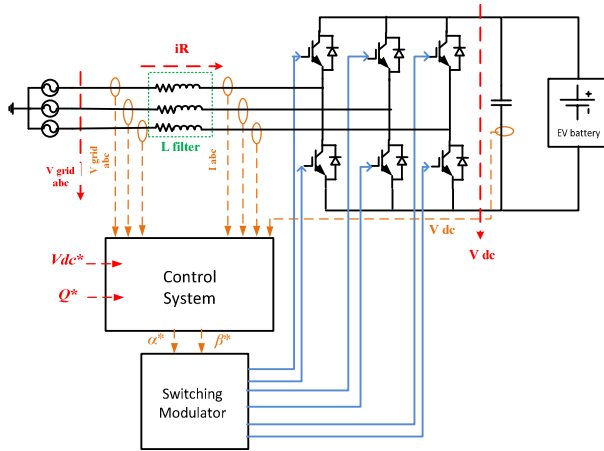 iR
V grid
abc
V grid
abc
L filter
I abc
EV battery
+
-
V dc
V dc
Vdc*
Q*
Control
System
α*
β*
Switching
Modulator